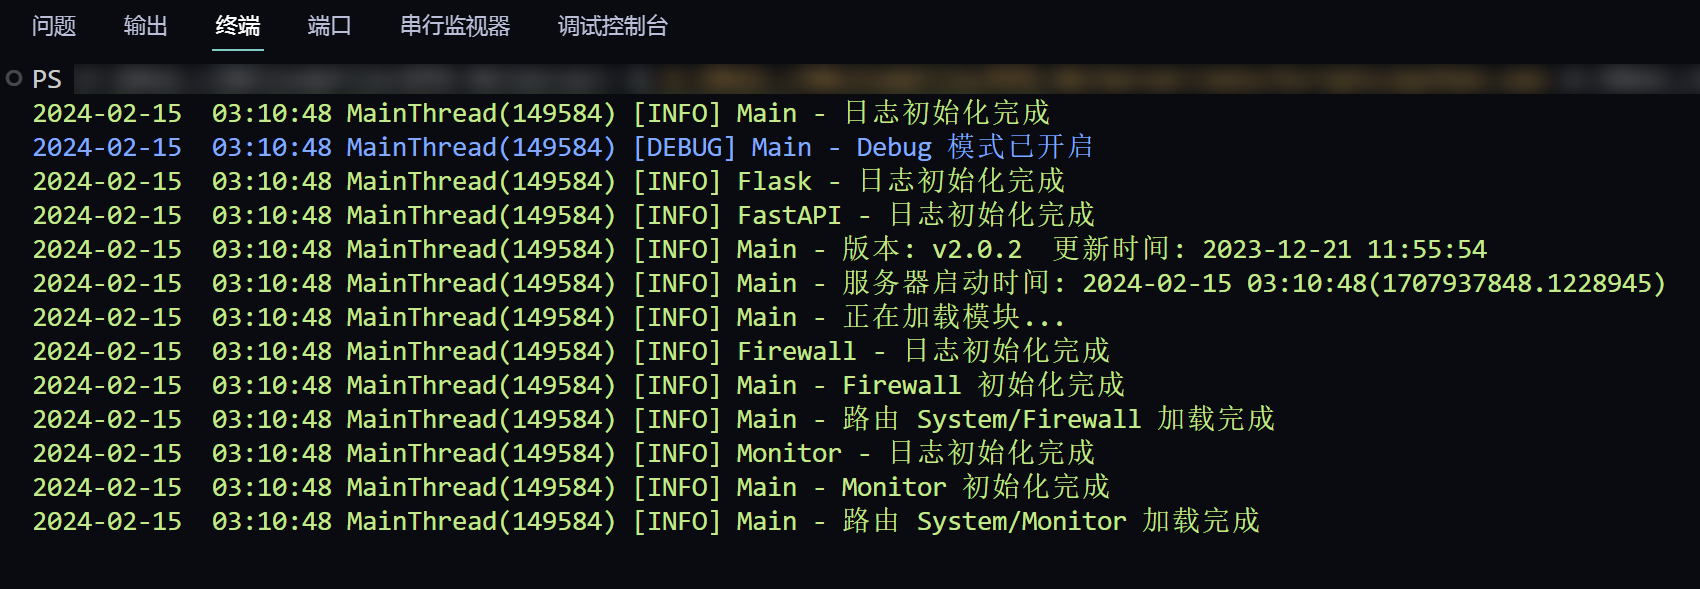 问题 输出 终端 端口 串行监视器 调试控制台
PS
2024-02-15  03:10:48 MainThread(149584) [INFO] Main - 日志初始化完成
2024-02-15  03:10:48 MainThread(149584) [DEBUG] Main - Debug 模式已开启
2024-02-15  03:10:48 MainThread(149584) [INFO] Flask - 日志初始化完成
2024-02-15  03:10:48 MainThread(149584) [INFO] FastAPI - 日志初始化完成
2024-02-15  03:10:48 MainThread(149584) [INFO] Main - 版本: v2.0.2  更新时间: 2023-12-21 11:55:54
2024-02-15  03:10:48 MainThread(149584) [INFO] Main - 服务器启动时间: 2024-02-15 03:10:48(1707937848.1228945)
2024-02-15  03:10:48 MainThread(149584) [INFO] Main - 正在加载模块...
2024-02-15  03:10:48 MainThread(149584) [INFO] Firewall - 日志初始化完成
2024-02-15  03:10:48 MainThread(149584) [INFO] Main - Firewall 初始化完成
2024-02-15  03:10:48 MainThread(149584) [INFO] Main - 路由 System/Firewall 加载完成
2024-02-15  03:10:48 MainThread(149584) [INFO] Monitor - 日志初始化完成
2024-02-15  03:10:48 MainThread(149584) [INFO] Main - Monitor 初始化完成
2024-02-15  03:10:48 MainThread(149584) [INFO] Main - 路由 System/Monitor 加载完成